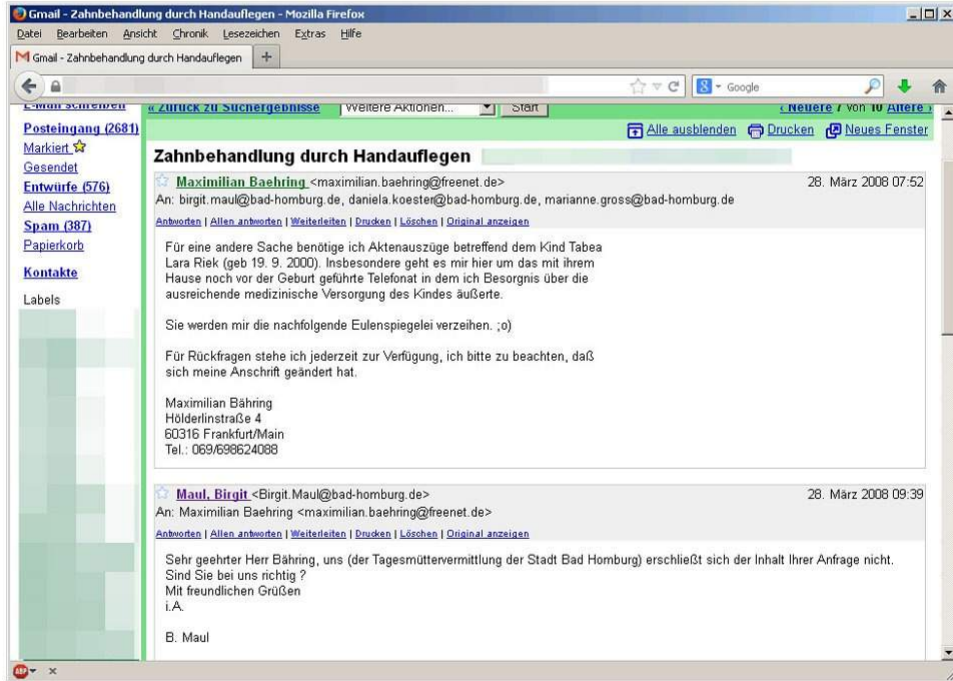 Gmail - Zahnbehandlung durch Handauflegen - Mozilla Firefox
Datei Bearbeiten Ansicht Chronik Lesezeichen Extras Hilfe
Gmail - Zahnbehandlung durch Handauflegen +
Google
E-Mail schreiben
« Zurück zu Suchergebnisse Weitere Aktionen... Start ‹ Neuere 7 von 10 Ältere ›
Posteingang (2681)
Alle ausblenden Drucken Neues Fenster
Markiert
Gesendet
Entwürfe (576)
Alle Nachrichten
Spam (387)
Papierkorb
Kontakte
Labels
Zahnbehandlung durch Handauflegen
Maximilian Baehring <maximilian.baehring@freenet.de> 28. März 2008 07:52
An: birgit.maul@bad-homburg.de, daniela.koester@bad-homburg.de, marianne.gross@bad-homburg.de
Antworten | Allen antworten | Weiterleiten | Drucken | Löschen | Original anzeigen
Für eine andere Sache benötige ich Aktenauszüge betreffend dem Kind Tabea
Lara Riek (geb 19. 9. 2000). Insbesondere geht es mir hier um das mit ihrem
Hause noch vor der Geburt geführte Telefonat in dem ich Besorgnis über die
ausreichende medizinische Versorgung des Kindes äußerte.
Sie werden mir die nachfolgende Eulenspiegelei verzeihen. ;o)
Für Rückfragen stehe ich jederzeit zur Verfügung, ich bitte zu beachten, daß
sich meine Anschrift geändert hat.
Maximilian Bähring
Hölderlinstraße 4
60316 Frankfurt/Main
Tel.: 069/698624088
Maul, Birgit <Birgit.Maul@bad-homburg.de> 28. März 2008 09:39
An: Maximilian Baehring <maximilian.baehring@freenet.de>
Antworten | Allen antworten | Weiterleiten | Drucken | Löschen | Original anzeigen
Sehr geehrter Herr Bähring, uns (der Tagesmüttervermittlung der Stadt Bad Homburg) erschließt sich der Inhalt Ihrer Anfrage nicht.
Sind Sie bei uns richtig ?
Mit freundlichen Grüßen
i.A.
B. Maul
ABP